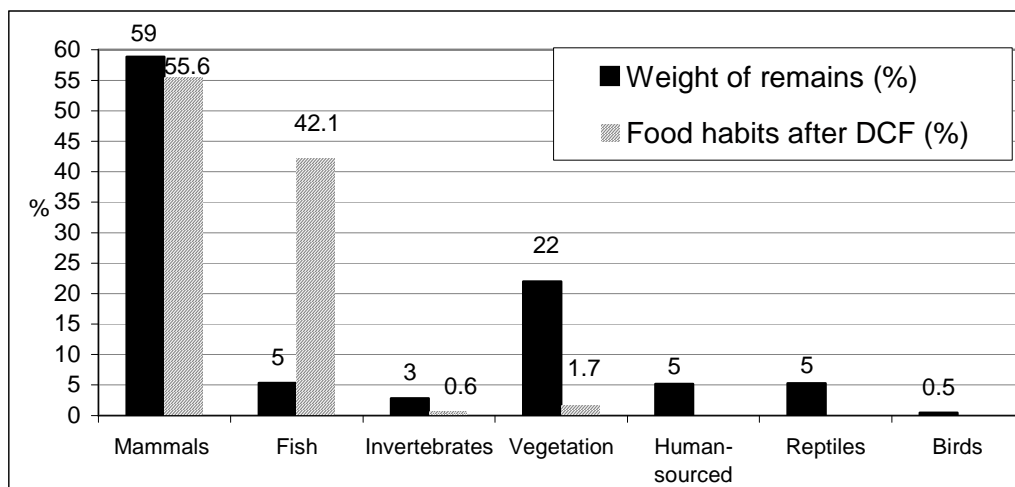 59
60
55
50
45
40
35
30
25
20
15
10
5
0
%
55.6
5
42.1
3
0.6
22
1.7
5
5
0.5
Weight of remains (%)
Food habits after DCF (%)
Mammals
Fish
Invertebrates
Vegetation
Human-
sourced
Reptiles
Birds